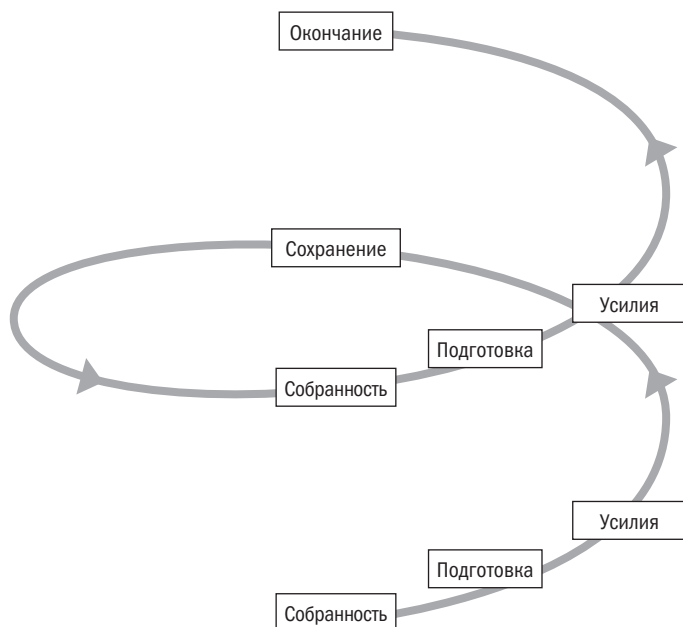 Окончание
Сохранение
Усилия
Подготовка
Собранность
Усилия
Подготовка
Собранность